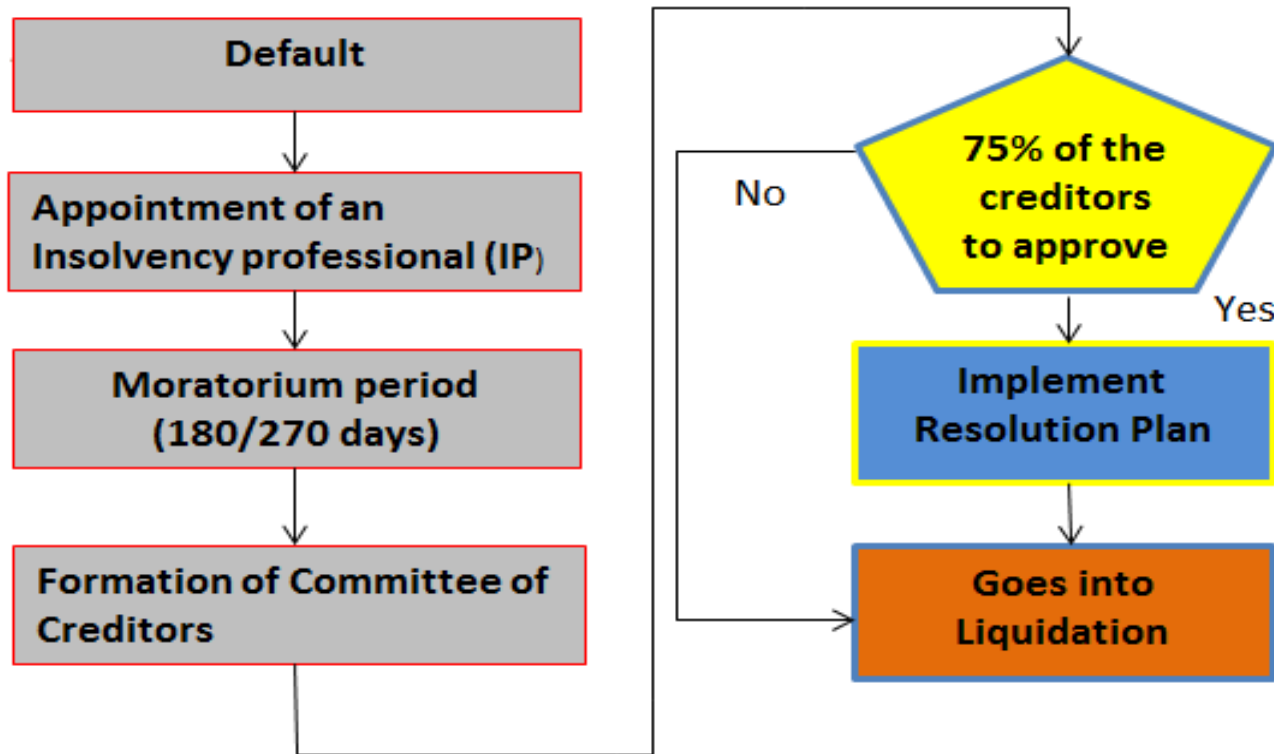 Default
Appointment of an
Insolvency professional (IP)
Moratorium period
(180/270 days)
Formation of Committee of
Creditors
75% of the
creditors
to approve
No
Yes
Implement
Resolution Plan
Goes into
Liquidation